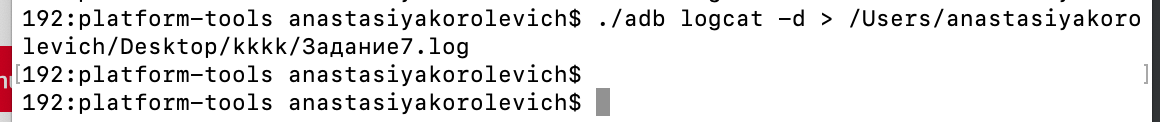 192:platform-tools anastasiyakorolevich$ ./adb logcat -d > /Users/anastasiyakoro
levich/Desktop/kkkk/Задание7.log
[192:platform-tools anastasiyakorolevich$ ]
192:platform-tools anastasiyakorolevich$